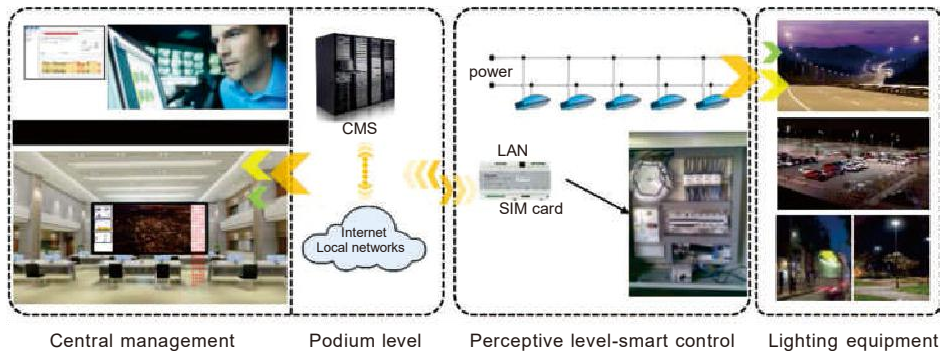 CMS
Internet
Local networks
power
LAN
SIM card
Central management
Podium level
Perceptive level-smart control
Lighting equipment